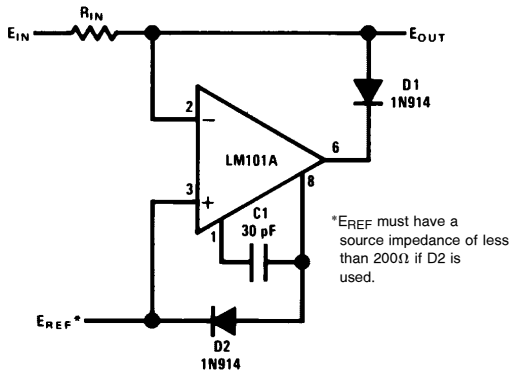 RIN
EIN
EOUT
D1
1N914
2
−
6
LM101A
8
3
+
C1
30 pF
1
*EREF must have a
source impedance of less
than 200Ω if D2 is
used.
EREF*
D2
1N914